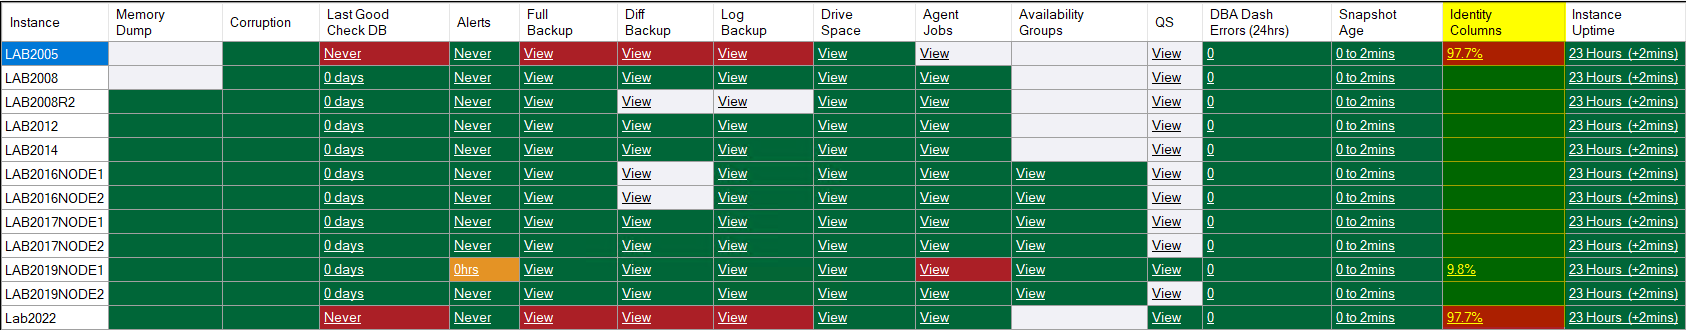 Instance Memory Dump Corruption Last Good Check DB Alerts Full Backup Diff Backup Log Backup Drive Space Agent Jobs Availability Groups QS DBA Dash Errors (24hrs) Snapshot Age Identity Columns Instance Uptime
LAB2005 Never Never View View View View View View 0 0 to 2mins 97.7% 23 Hours (+2mins)
LAB2008 0 days Never View View View View View View 0 0 to 2mins 23 Hours (+2mins)
LAB2008R2 0 days Never View View View View View View 0 0 to 2mins 23 Hours (+2mins)
LAB2012 0 days Never View View View View View View 0 0 to 2mins 23 Hours (+2mins)
LAB2014 0 days Never View View View View View View 0 0 to 2mins 23 Hours (+2mins)
LAB2016NODE1 0 days Never View View View View View View View 0 0 to 2mins 23 Hours (+2mins)
LAB2016NODE2 0 days Never View View View View View View View 0 0 to 2mins 23 Hours (+2mins)
LAB2017NODE1 0 days Never View View View View View View View 0 0 to 2mins 23 Hours (+2mins)
LAB2017NODE2 0 days Never View View View View View View View 0 0 to 2mins 23 Hours (+2mins)
LAB2019NODE1 0 days 0hrs View View View View View View View 0 0 to 2mins 9.8% 23 Hours (+2mins)
LAB2019NODE2 0 days Never View View View View View View View 0 0 to 2mins 23 Hours (+2mins)
Lab2022 Never Never View View View View View View 0 0 to 2mins 97.7% 23 Hours (+2mins)